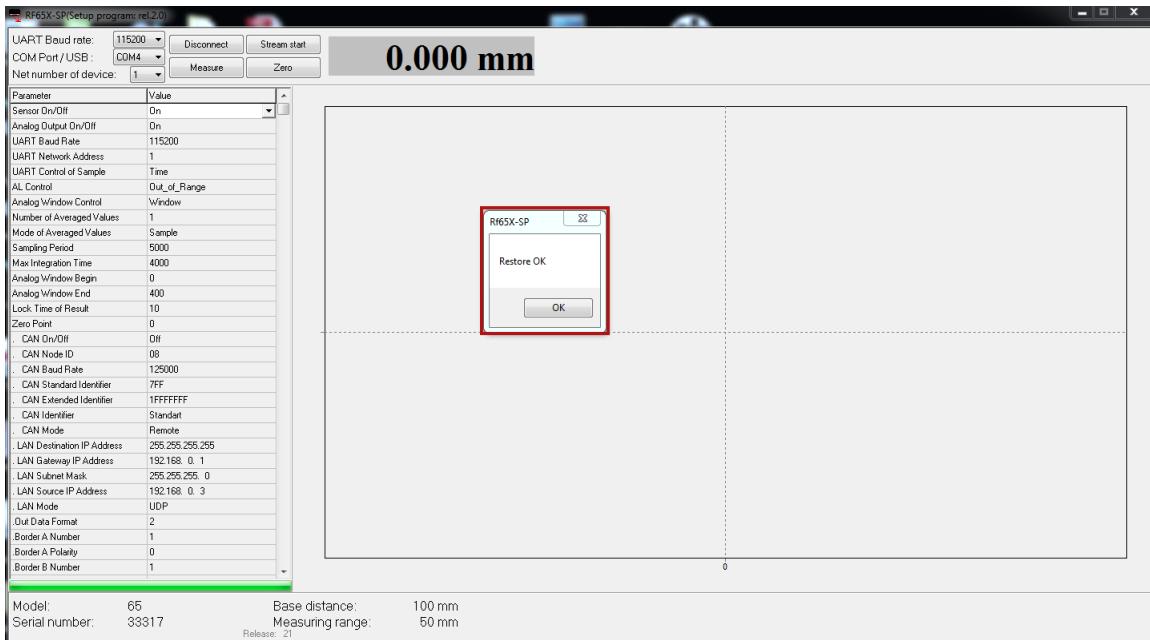 RF65X-SP(Setup program: rel.2.0)
UART Baud rate: 115200 Disconnect Stream start
COM Port / USB : COM4
Net number of device: 1 Measure Zero
0.000 mm
Parameter Value
Sensor On/Off On
Analog Output On/Off On
UART Baud Rate 115200
UART Network Address 1
UART Control of Sample Time
AL Control Out_of_Range
Analog Window Control Window
Number of Averaged Values 1
Mode of Averaged Values Sample
Sampling Period 5000
Max Integration Time 4000
Analog Window Begin 0
Analog Window End 400
Lock Time of Result 10
Zero Point 0
. CAN On/Off Off
. CAN Node ID 08
. CAN Baud Rate 125000
. CAN Standard Identifier 7FF
. CAN Extended Identifier 1FFFFFFF
. CAN Identifier Standart
. CAN Mode Remote
. LAN Destination IP Address 255.255.255.255
. LAN Gateway IP Address 192.168. 0. 1
. LAN Subnet Mask 255.255.255. 0
. LAN Source IP Address 192.168. 0. 3
. LAN Mode UDP
.Out Data Format 2
.Border A Number 1
.Border A Polarity 0
.Border B Number 1
Rf65X-SP
Restore OK
OK
0
Model: 65 Base distance: 100 mm
Serial number: 33317 Measuring range: 50 mm
Release: 21